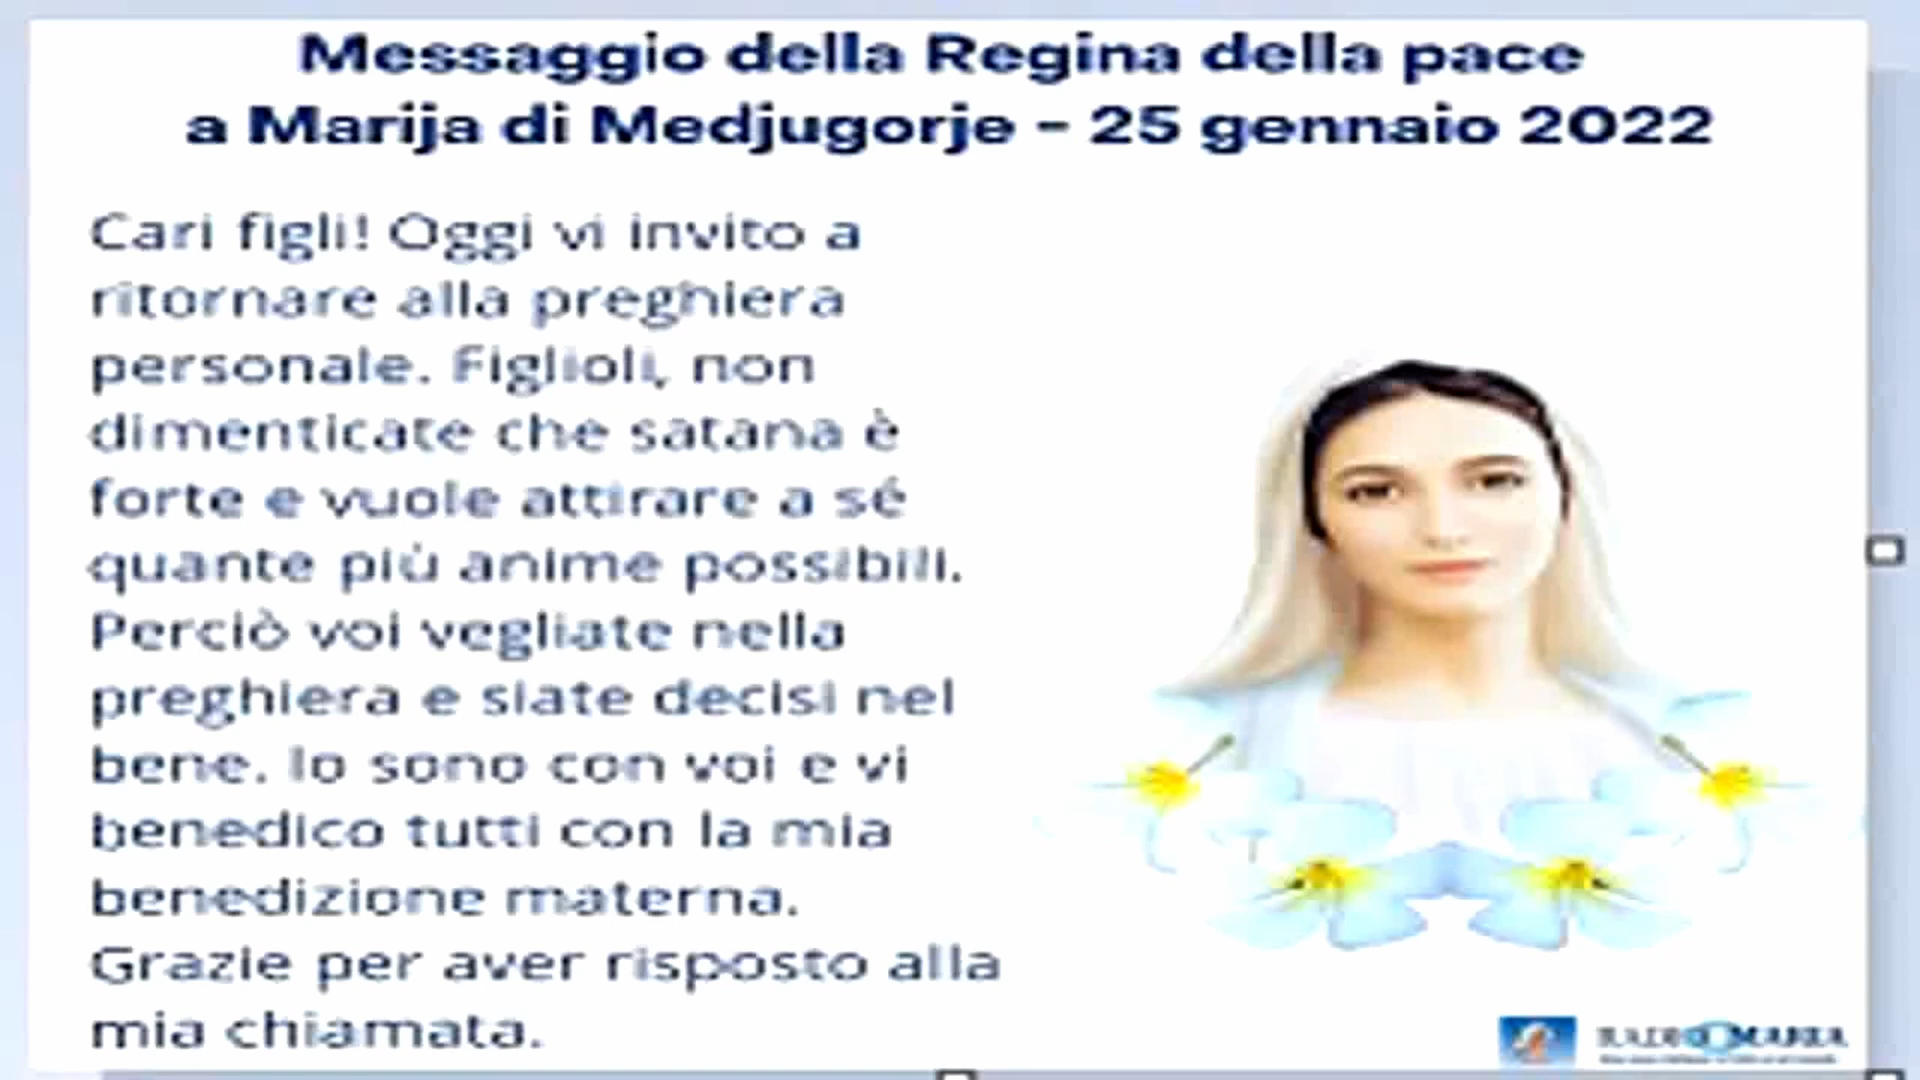 Messaggio della Regina della pace
a Marija di Medjugorje - 25 gennaio 2022
Cari figli! Oggi vi invito a
ritornare alla preghiera
personale. Figlioli, non
dimenticate che satana è
forte e vuole attirare a sé
quante più anime possibili.
Perciò voi vegliate nella
preghiera e siate decisi nel
bene. Io sono con voi e vi
benedico tutti con la mia
benedizione materna.
Grazie per aver risposto alla
mia chiamata.
RADIO MARIA